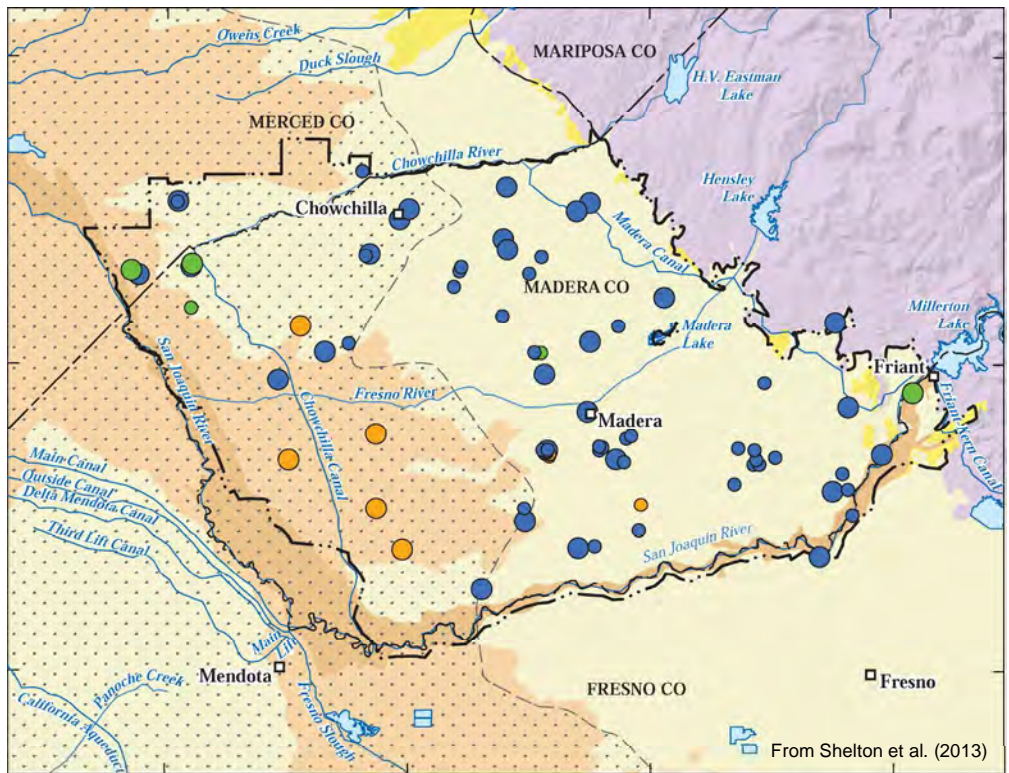 Owens Creek
Duck Slough
MARIPOSA CO
H.V. Eastman
Lake
MERCED CO
Chowchilla River
Hensley
Lake
Chowchilla
Madera Canal
MADERA CO
Millerton
Lake
Madera
Lake
San Joaquin River
Friant
Fresno River
Chowchilla Canal
Madera
Friant-Kern Canal
Main Canal
Outside Canal
Delta Mendota Canal
Third Lift Canal
San Joaquin River
Main
Lift
Mendota
Panoche Creek
Fresno Slough
FRESNO CO
Fresno
California Aqueduct
From Shelton et al. (2013)